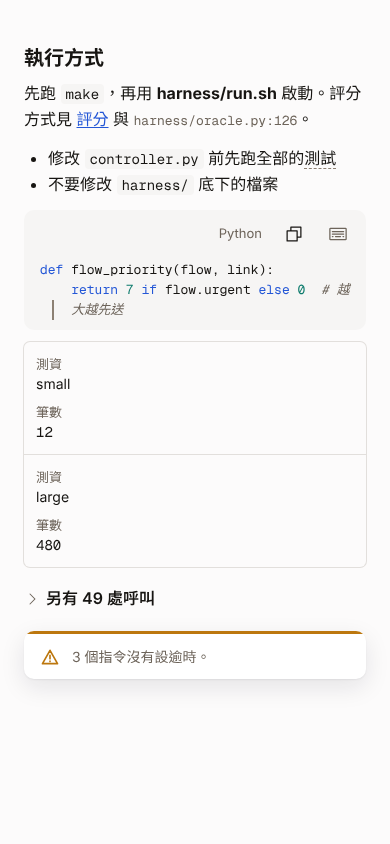 執行方式
先跑 make，再用 harness/run.sh 啟動。評分
方式見 評分 與 harness/oracle.py:126。
修改 controller.py 前先跑全部的測試
不要修改 harness/ 底下的檔案
Python
def flow_priority(flow, link):
return 7 if flow.urgent else 0 # 越
大越先送
測資
small
筆數
12
測資
large
筆數
480
另有 49 處呼叫
3 個指令沒有設逾時。